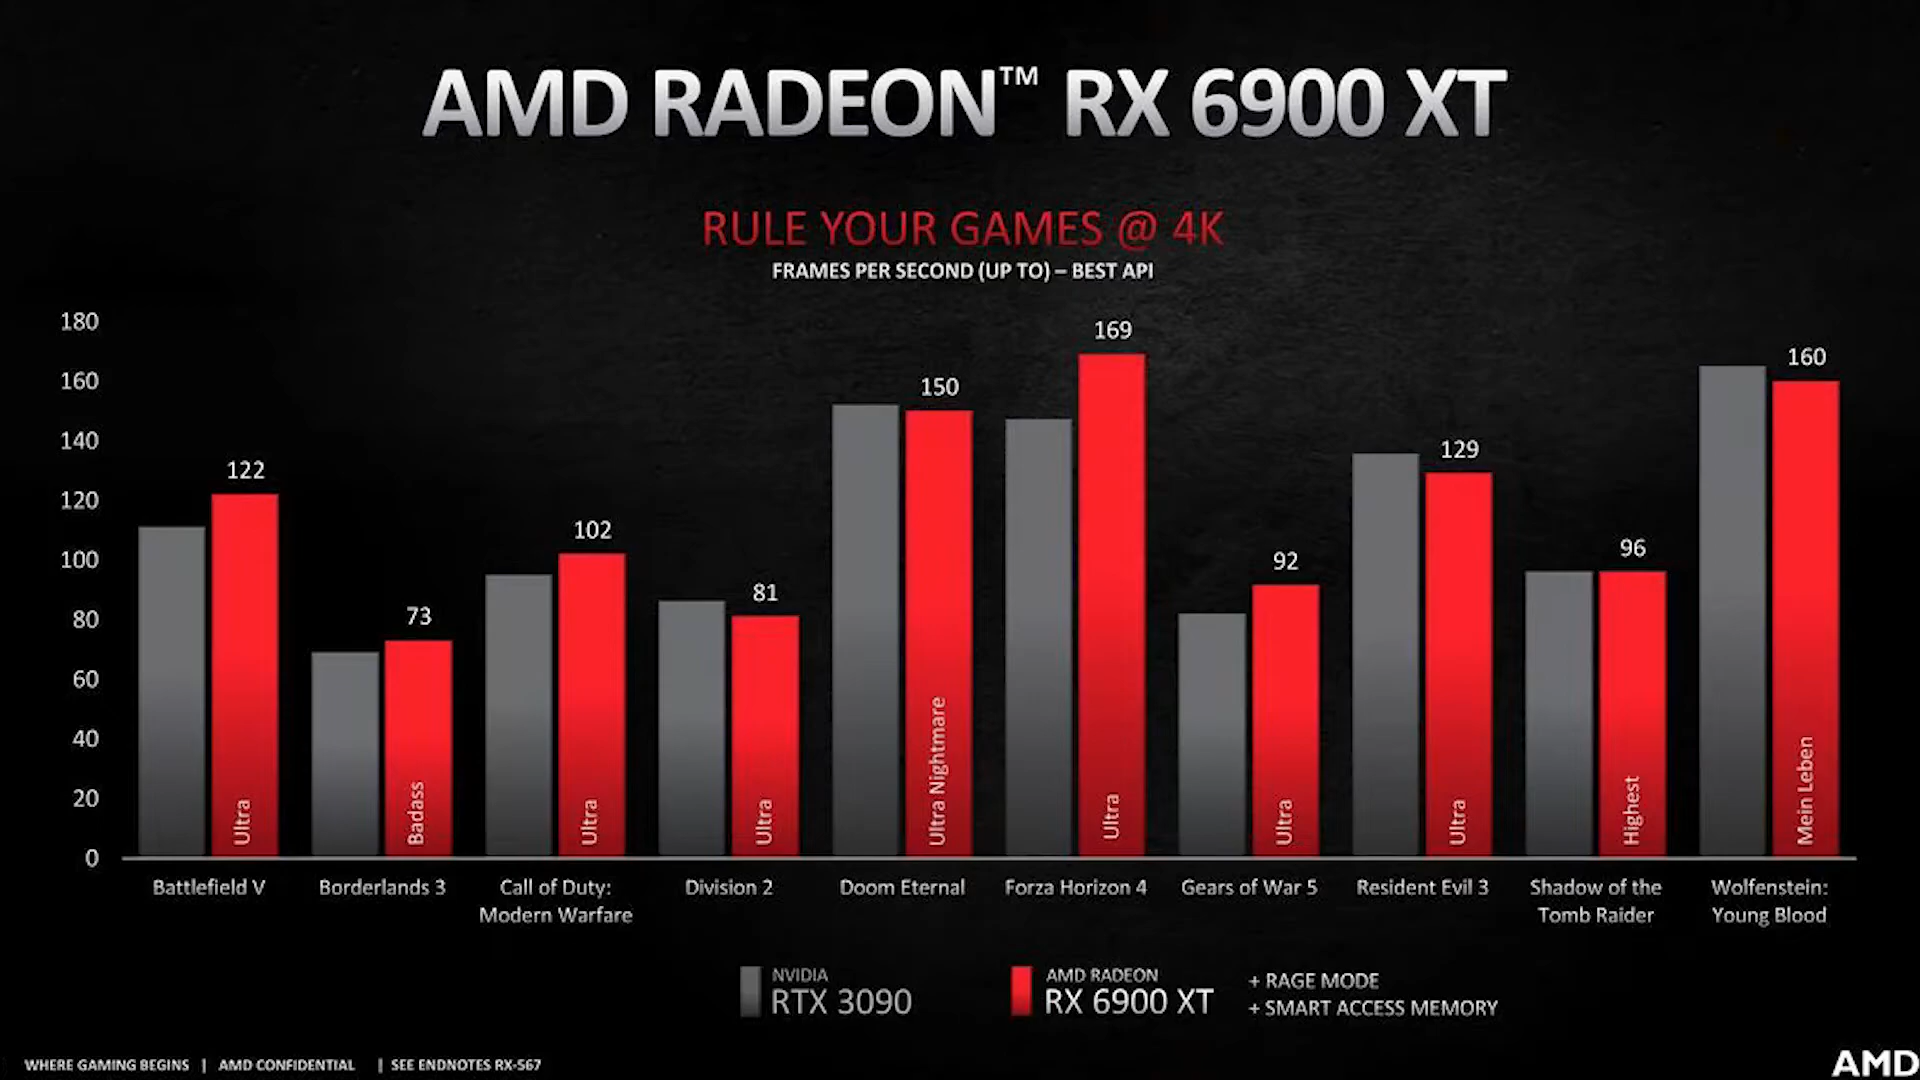 AMD RADEON™ RX 6900 XT
RULE YOUR GAMES @ 4K
FRAMES PER SECOND (UP TO) – BEST API
180
160
140
120
100
80
60
40
20
0
122
73
102
81
150
169
92
129
96
160
Ultra
Badass
Ultra
Ultra
Ultra Nightmare
Ultra
Ultra
Ultra
Highest
Mein Leben
Battlefield V
Borderlands 3
Call of Duty:
Modern Warfare
Division 2
Doom Eternal
Forza Horizon 4
Gears of War 5
Resident Evil 3
Shadow of the
Tomb Raider
Wolfenstein:
Young Blood
NVIDIA
RTX 3090
AMD RADEON
RX 6900 XT
+ RAGE MODE
+ SMART ACCESS MEMORY
WHERE GAMING BEGINS | AMD CONFIDENTIAL | SEE ENDNOTES RX-567
AMD